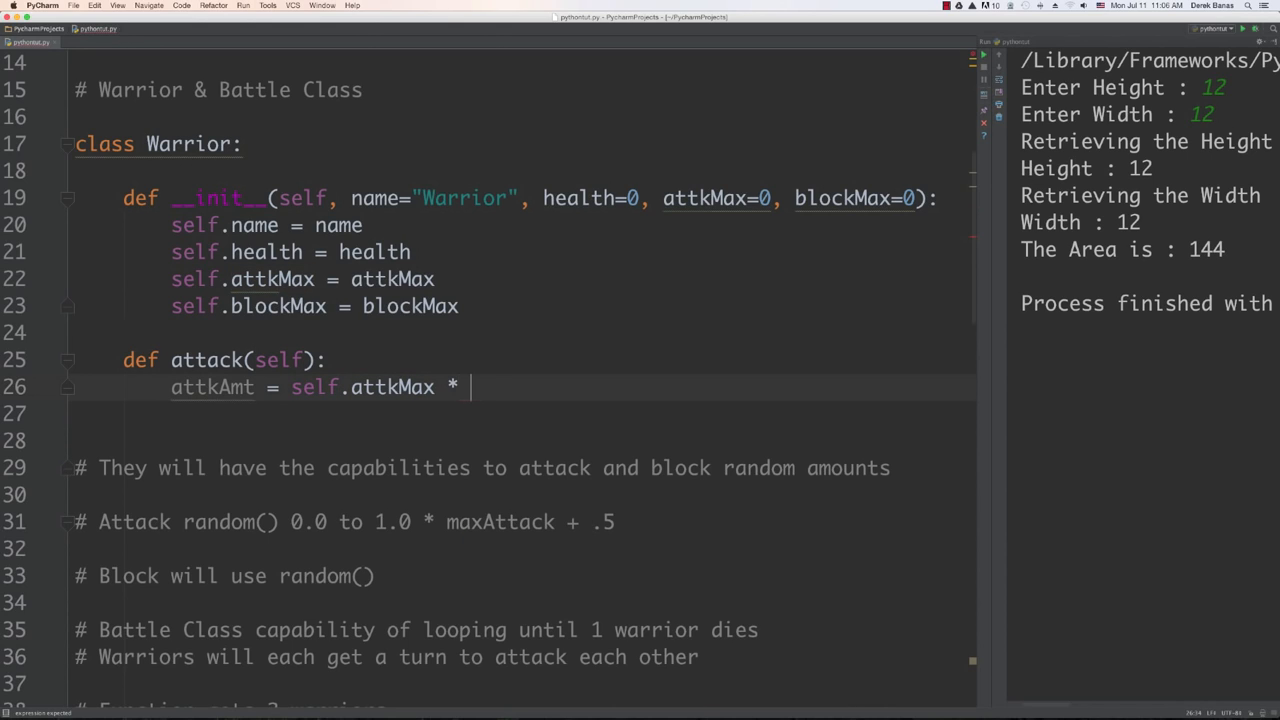 PyCharm File Edit View Navigate Code Refactor Run Tools VCS Window Help 10 Mon Jul 11 11:06 AM Derek Banas
pythontut.py - PycharmProjects - [~/PycharmProjects]
PycharmProjects pythontut.py pythontut
pythontut.py Run: pythontut
14
15 # Warrior & Battle Class
16
17 class Warrior:
18
19 def __init__(self, name="Warrior", health=0, attkMax=0, blockMax=0):
20 self.name = name
21 self.health = health
22 self.attkMax = attkMax
23 self.blockMax = blockMax
24
25 def attack(self):
26 attkAmt = self.attkMax *
27
28
29 # They will have the capabilities to attack and block random amounts
30
31 # Attack random() 0.0 to 1.0 * maxAttack + .5
32
33 # Block will use random()
34
35 # Battle Class capability of looping until 1 warrior dies
36 # Warriors will each get a turn to attack each other
37
/Library/Frameworks/Py
Enter Height : 12
Enter Width : 12
Retrieving the Height
Height : 12
Retrieving the Width
Width : 12
The Area is : 144
Process finished with
expression expected 26:34 LF UTF-8